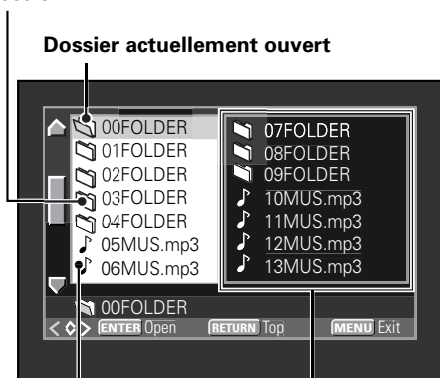 Dossier actuellement ouvert
00FOLDER
01FOLDER
02FOLDER
03FOLDER
04FOLDER
05MUS.mp3
06MUS.mp3
07FOLDER
08FOLDER
09FOLDER
10MUS.mp3
11MUS.mp3
12MUS.mp3
13MUS.mp3
00FOLDER
ENTER Open RETURN Top MENU Exit